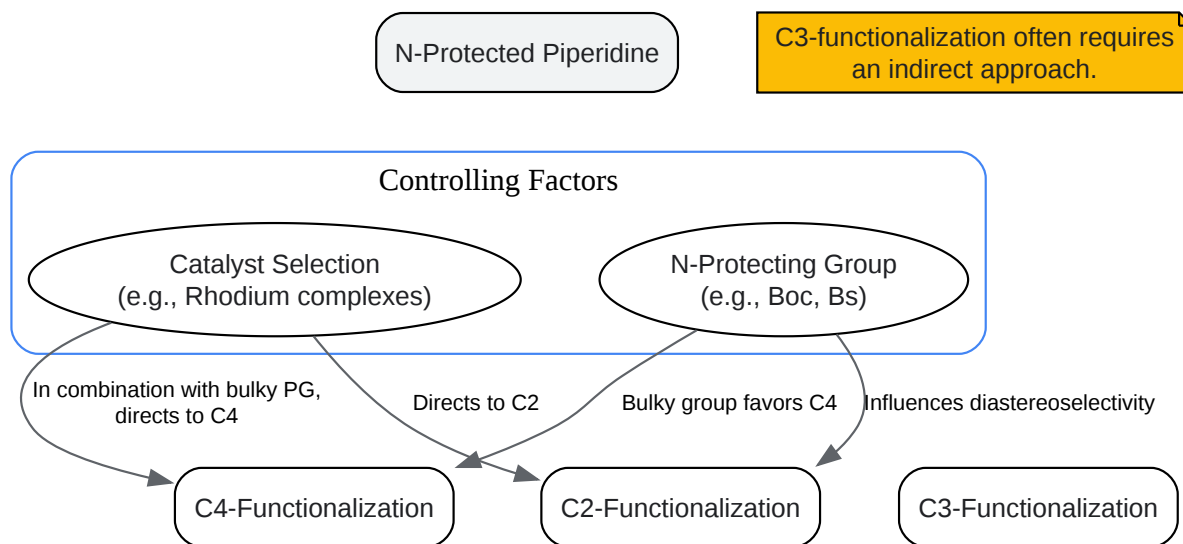 N-Protected Piperidine
C3-functionalization often requires
an indirect approach.
Controlling Factors
Catalyst Selection
(e.g., Rhodium complexes)
N-Protecting Group
(e.g., Boc, Bs)
In combination with bulky PG,
directs to C4
Directs to C2
Bulky group favors C4
Influences diastereoselectivity
C4-Functionalization
C2-Functionalization
C3-Functionalization